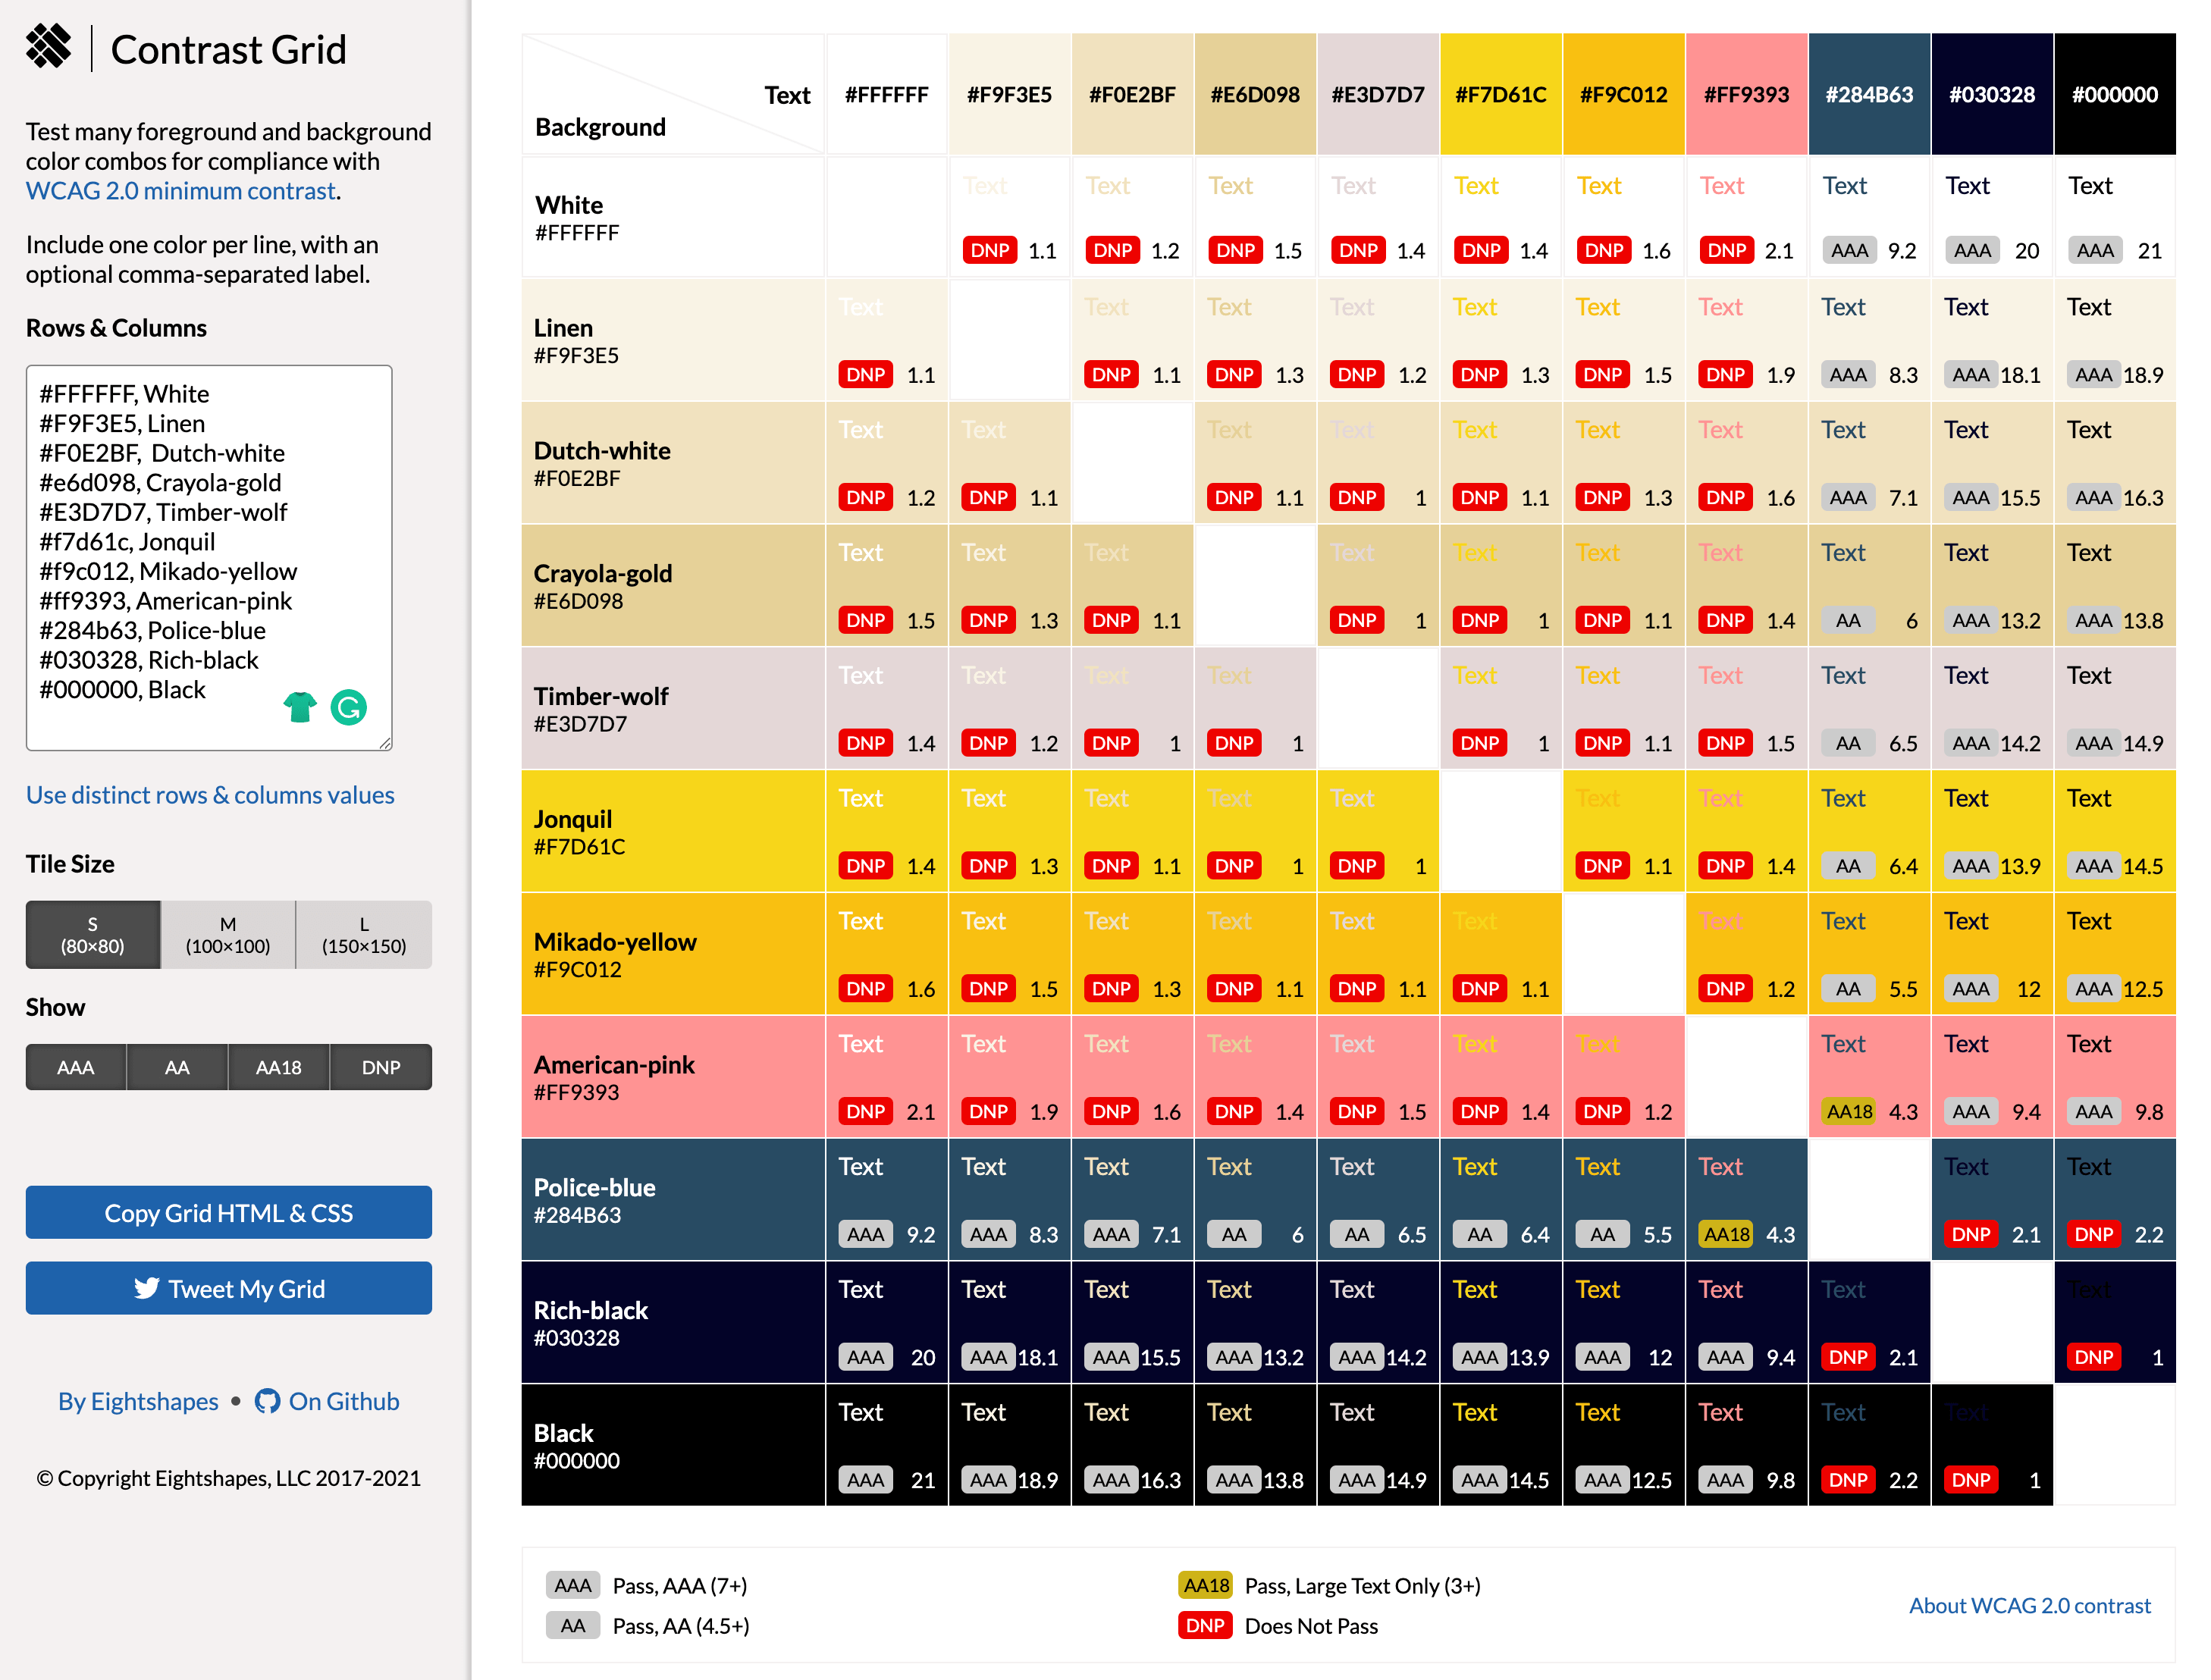 Contrast Grid
Test many foreground and background
color combos for compliance with
WCAG 2.0 minimum contrast.
Include one color per line, with an
optional comma-separated label.
Rows & Columns
#FFFFFF, White
#F9F3E5, Linen
#F0E2BF, Dutch-white
#e6d098, Crayola-gold
#E3D7D7, Timber-wolf
#f7d61c, Jonquil
#f9c012, Mikado-yellow
#ff9393, American-pink
#284b63, Police-blue
#030328, Rich-black
#000000, Black
Use distinct rows & columns values
Tile Size
S M L
(80×80) (100×100) (150×150)
Show
AAA AA AA18 DNP
Copy Grid HTML & CSS
Tweet My Grid
By Eightshapes • On Github
© Copyright Eightshapes, LLC 2017-2021
Text #FFFFFF #F9F3E5 #F0E2BF #E6D098 #E3D7D7 #F7D61C #F9C012 #FF9393 #284B63 #030328 #000000
Background
Text Text Text Text Text Text Text Text Text Text
White
#FFFFFF
DNP 1.1 DNP 1.2 DNP 1.5 DNP 1.4 DNP 1.4 DNP 1.6 DNP 2.1 AAA 9.2 AAA 20 AAA 21
Text Text Text Text Text Text Text Text Text Text
Linen
#F9F3E5
DNP 1.1 DNP 1.1 DNP 1.3 DNP 1.2 DNP 1.3 DNP 1.5 DNP 1.9 AAA 8.3 AAA 18.1 AAA 18.9
Text Text Text Text Text Text Text Text Text Text
Dutch-white
#F0E2BF
DNP 1.2 DNP 1.1 DNP 1.1 DNP 1 DNP 1.1 DNP 1.3 DNP 1.6 AAA 7.1 AAA 15.5 AAA 16.3
Text Text Text Text Text Text Text Text Text Text
Crayola-gold
#E6D098
DNP 1.5 DNP 1.3 DNP 1.1 DNP 1 DNP 1 DNP 1.1 DNP 1.4 AA 6 AAA 13.2 AAA 13.8
Text Text Text Text Text Text Text Text Text Text
Timber-wolf
#E3D7D7
DNP 1.4 DNP 1.2 DNP 1 DNP 1 DNP 1 DNP 1.1 DNP 1.5 AA 6.5 AAA 14.2 AAA 14.9
Text Text Text Text Text Text Text Text Text Text
Jonquil
#F7D61C
DNP 1.4 DNP 1.3 DNP 1.1 DNP 1 DNP 1 DNP 1.1 DNP 1.4 AA 6.4 AAA 13.9 AAA 14.5
Text Text Text Text Text Text Text Text Text Text
Mikado-yellow
#F9C012
DNP 1.6 DNP 1.5 DNP 1.3 DNP 1.1 DNP 1.1 DNP 1.1 DNP 1.2 AA 5.5 AAA 12 AAA 12.5
Text Text Text Text Text Text Text Text Text Text
American-pink
#FF9393
DNP 2.1 DNP 1.9 DNP 1.6 DNP 1.4 DNP 1.5 DNP 1.4 DNP 1.2 AA18 4.3 AAA 9.4 AAA 9.8
Text Text Text Text Text Text Text Text Text Text
Police-blue
#284B63
AAA 9.2 AAA 8.3 AAA 7.1 AA 6 AA 6.5 AA 6.4 AA 5.5 AA18 4.3 DNP 2.1 DNP 2.2
Text Text Text Text Text Text Text Text Text Text
Rich-black
#030328
AAA 20 AAA 18.1 AAA 15.5 AAA 13.2 AAA 14.2 AAA 13.9 AAA 12 AAA 9.4 DNP 2.1 DNP 1
Text Text Text Text Text Text Text Text Text Text
Black
#000000
AAA 21 AAA 18.9 AAA 16.3 AAA 13.8 AAA 14.9 AAA 14.5 AAA 12.5 AAA 9.8 DNP 2.2 DNP 1
AAA Pass, AAA (7+)
AA Pass, AA (4.5+)
AA18 Pass, Large Text Only (3+)
DNP Does Not Pass
About WCAG 2.0 contrast